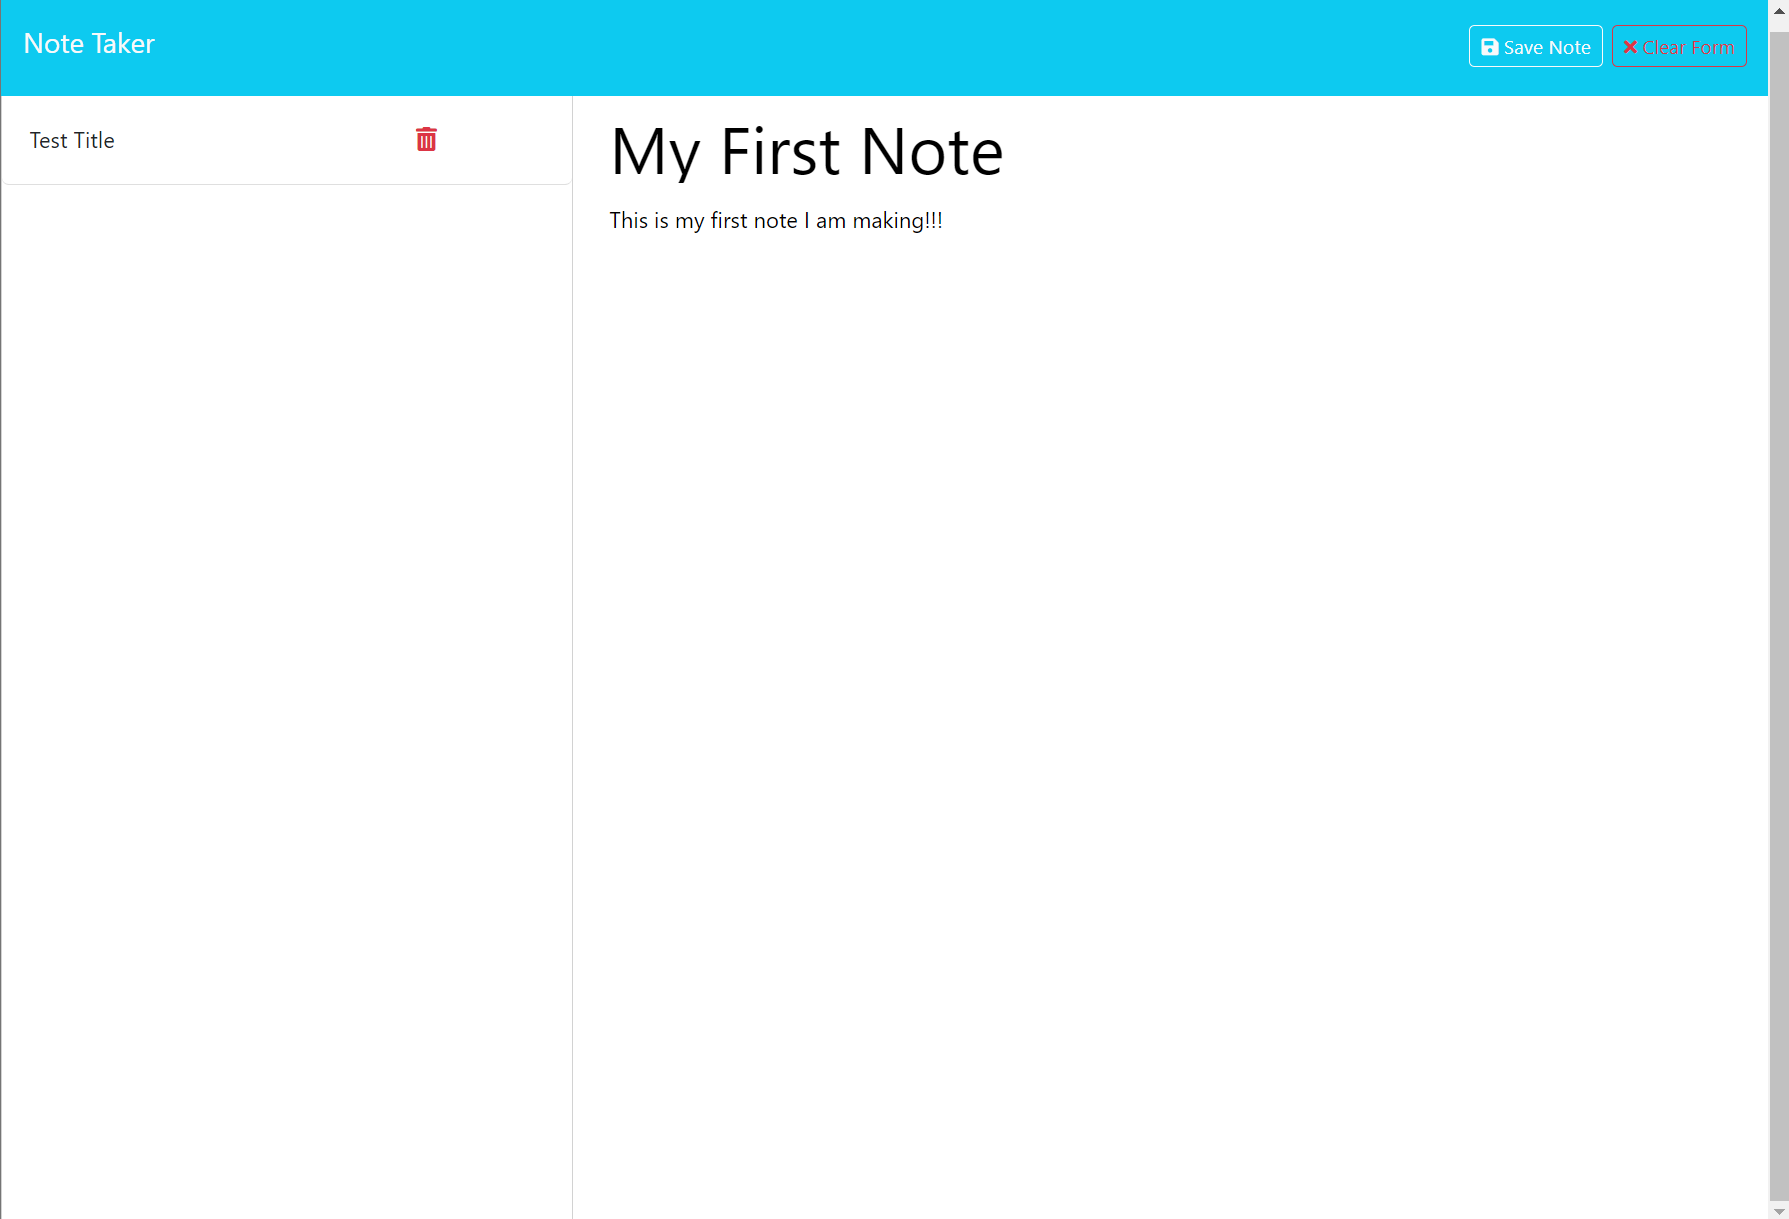 Note Taker
Save Note
Clear Form
Test Title
My First Note
This is my first note I am making!!!